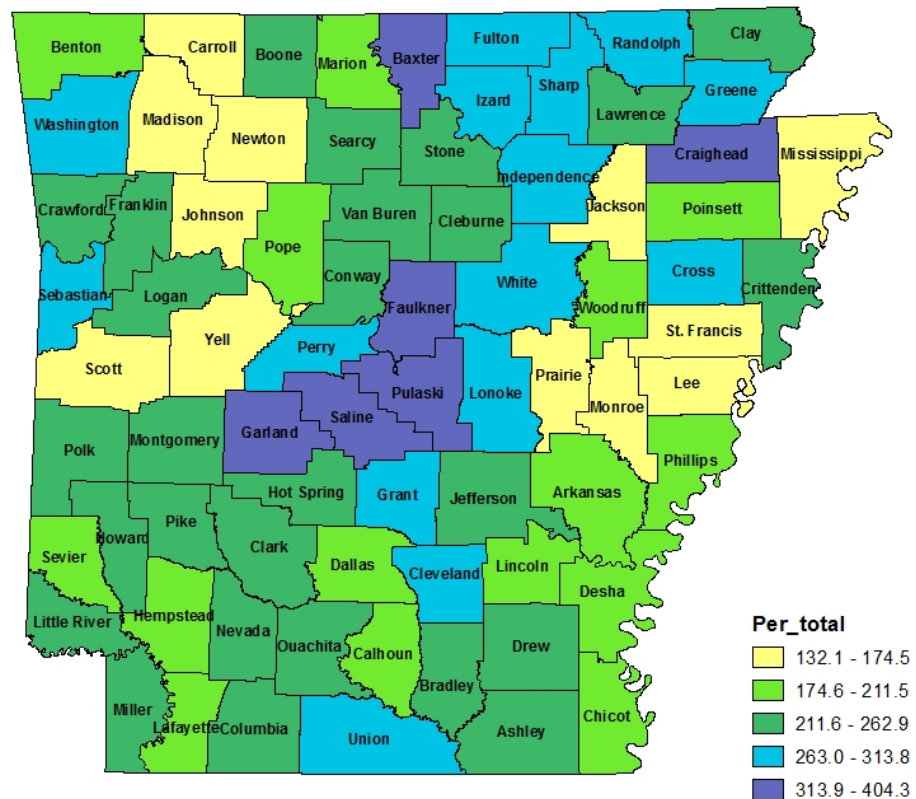 Benton
Carroll
Boone
Marion
Baxter
Fulton
Randolph
Clay
Washington
Madison
Newton
Searcy
Stone
Izard
Sharp
Lawrence
Greene
Crawford
Franklin
Johnson
Pope
Van Buren
Cleburne
Independence
Jackson
Craighead
Mississippi
Poinsett
Sebastian
Logan
Conway
Faulkner
White
Woodruff
Cross
Crittenden
Scott
Yell
Perry
Pulaski
Lonoke
Prairie
St. Francis
Lee
Monroe
Polk
Montgomery
Garland
Saline
Phillips
Hot Spring
Grant
Jefferson
Arkansas
Sevier
Howard
Pike
Clark
Dallas
Cleveland
Lincoln
Desha
Little River
Hempstead
Nevada
Ouachita
Calhoun
Bradley
Drew
Miller
Lafayette
Columbia
Union
Ashley
Chicot
Per_total
132.1 - 174.5
174.6 - 211.5
211.6 - 262.9
263.0 - 313.8
313.9 - 404.3